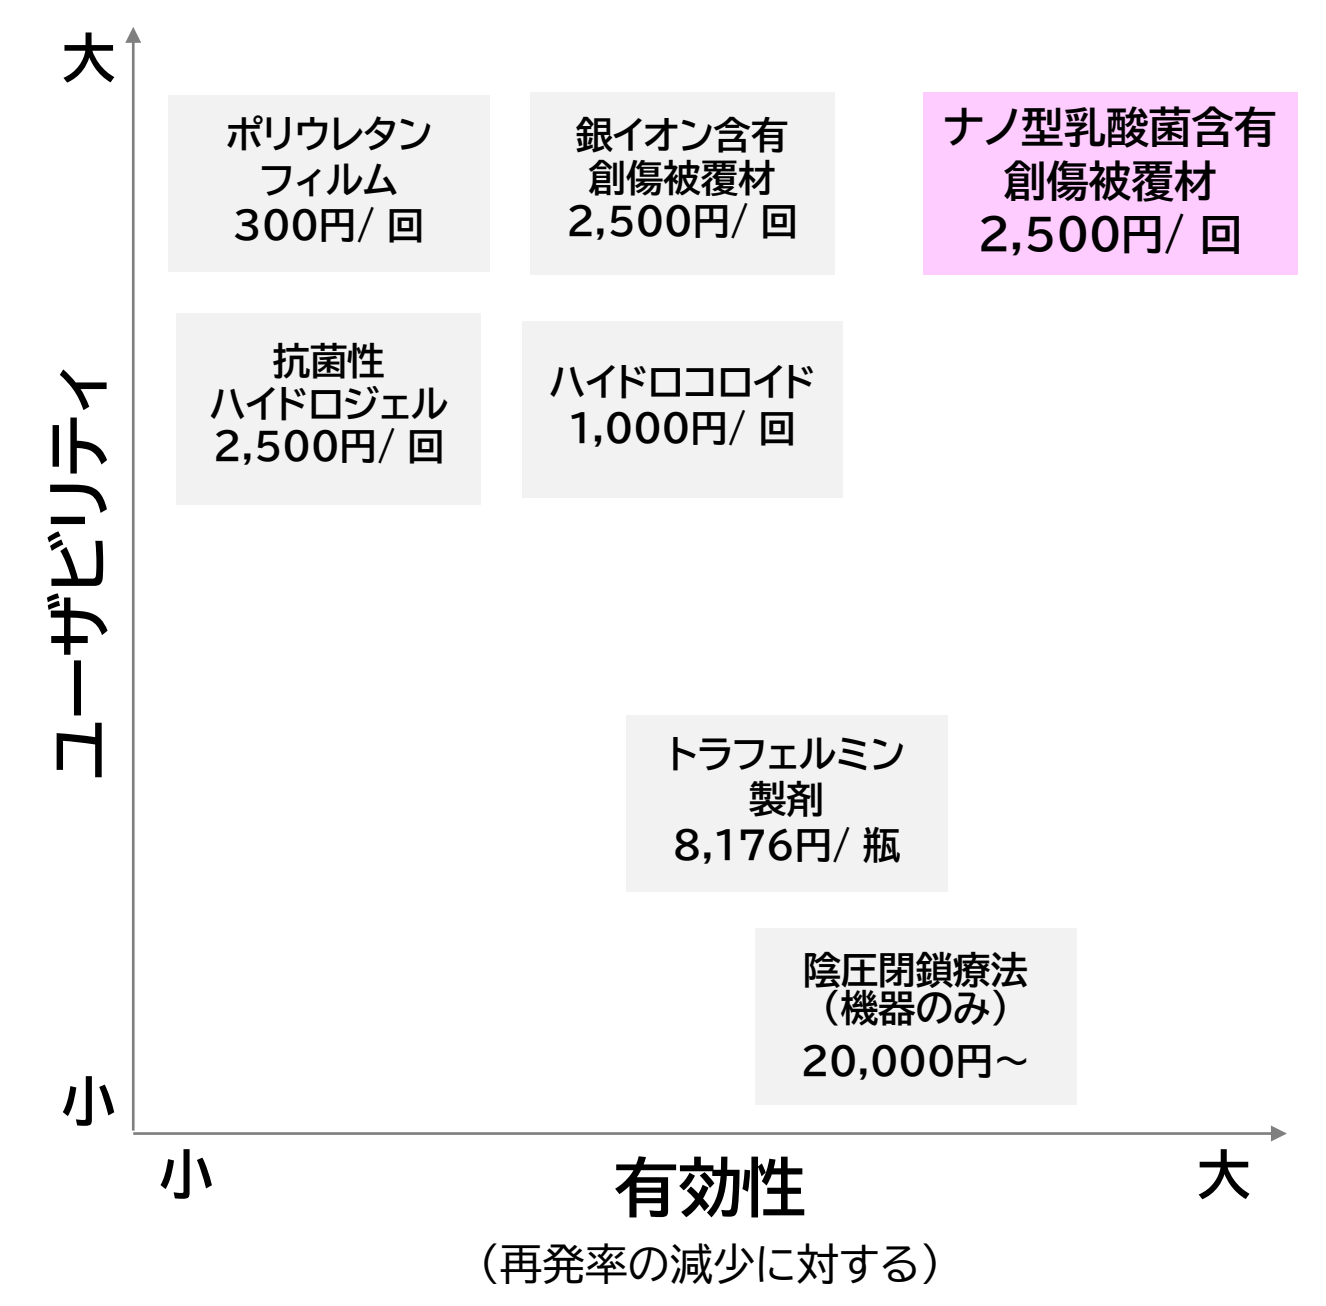 大
ポリウレタン
フィルム
300円/ 回
銀イオン含有
創傷被覆材
2,500円/ 回
ナノ型乳酸菌含有
創傷被覆材
2,500円/ 回
抗菌性
ハイドロジェル
2,500円/ 回
ハイドロコロイド
1,000円/ 回
ユーザビリティ
トラフェルミン
製剤
8,176円/ 瓶
陰圧閉鎖療法
（機器のみ）
20,000円～
小
小
有効性
大
（再発率の減少に対する）